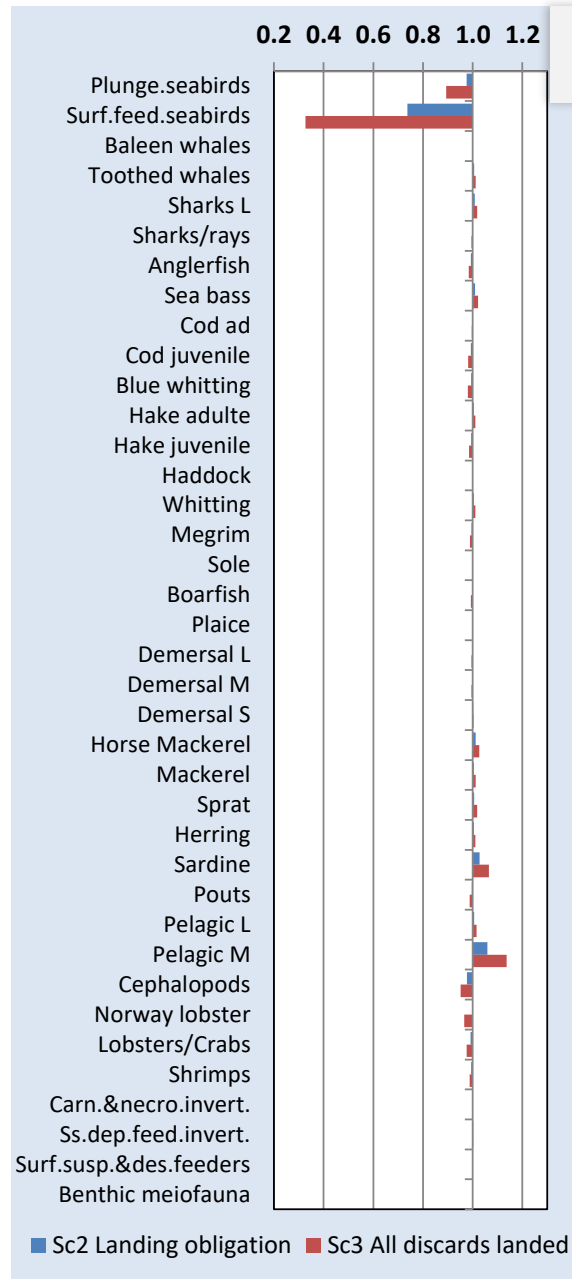 0.2 0.4 0.6 0.8 1.0 1.2
Plunge.seabirds
Surf.feed.seabirds
Baleen whales
Toothed whales
Sharks L
Sharks/rays
Anglerfish
Sea bass
Cod ad
Cod juvenile
Blue whitting
Hake adulte
Hake juvenile
Haddock
Whitting
Megrim
Sole
Boarfish
Plaice
Demersal L
Demersal M
Demersal S
Horse Mackerel
Mackerel
Sprat
Herring
Sardine
Pouts
Pelagic L
Pelagic M
Cephalopods
Norway lobster
Lobsters/Crabs
Shrimps
Carn.&necro.invert.
Ss.dep.feed.invert.
Surf.susp.&des.feeders
Benthic meiofauna
Sc2 Landing obligation Sc3 All discards landed